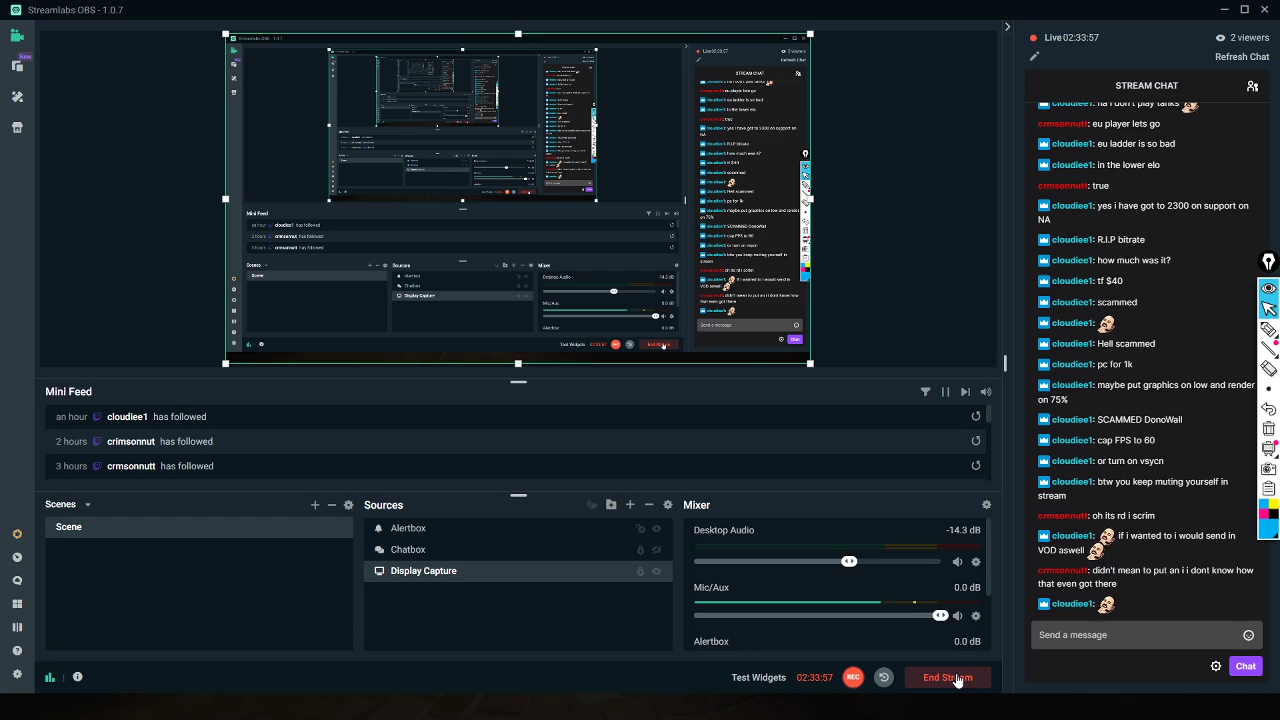 Streamlabs OBS - 1.0.7
New
Live 02:33:57
2 viewers
Refresh Chat
STREAM CHAT
crmsonnutt: eu player lets go
cloudiee1: eu ladder is so bad
cloudiee1: in the lower elo
crmsonnutt: true
cloudiee1: yes i have got to 2300 on support on
NA
cloudiee1: R.I.P bitrate
cloudiee1: how much was it?
cloudiee1: tf $40
cloudiee1: scammed
cloudiee1:
cloudiee1: Hell scammed
cloudiee1: pc for 1k
cloudiee1: maybe put graphics on low and render
on 75%
cloudiee1: SCAMMED DonoWall
cloudiee1: cap FPS to 60
cloudiee1: or turn on vsycn
cloudiee1: btw you keep muting yourself in
stream
crmsonnutt: oh its rd i scrim
cloudiee1: if i wanted to i would send in
VOD aswell
crmsonnutt: didn't mean to put an i i dont know how
that even got there
cloudiee1:
Send a message
Chat
Mini Feed
an hour cloudiee1 has followed
2 hours crimsonnut has followed
3 hours crmsonnutt has followed
Scenes
Scene
Sources
Alertbox
Chatbox
Display Capture
Mixer
Desktop Audio -14.3 dB
Mic/Aux 0.0 dB
Alertbox 0.0 dB
Test Widgets 02:33:57 REC End Stream